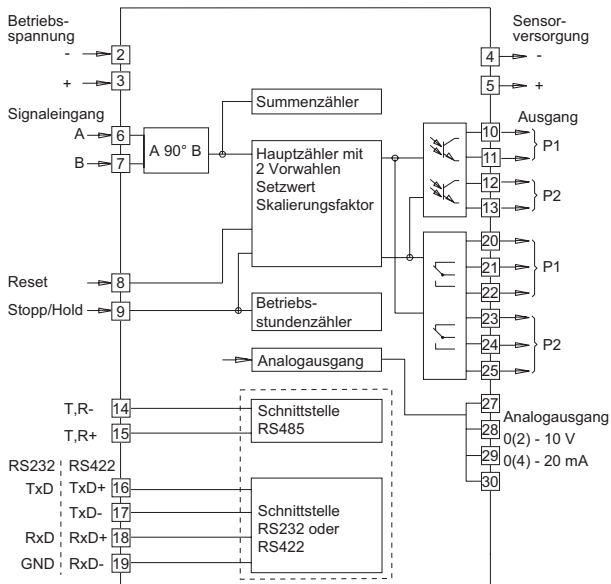 Betriebs-
spannung
- 2
+ 3
Signaleingang
A 6
B 7
A 90° B
Summenzähler
Hauptzähler mit
2 Vorwahlen
Setzwert
Skalierungsfaktor
Reset 8
Stopp/Hold 9
Betriebs-
stundenzähler
Analogausgang
Sensor-
versorgung
4 -
5 +
Ausgang
10
11
P1
12
13
P2
20
21
22
P1
23
24
25
P2
27
28
29
30
Analogausgang
0(2) - 10 V
0(4) - 20 mA
T,R- 14
T,R+ 15
Schnittstelle
RS485
RS232 RS422
TxD TxD+ 16
TxD- 17
RxD RxD+ 18
GND RxD- 19
Schnittstelle
RS232 oder
RS422